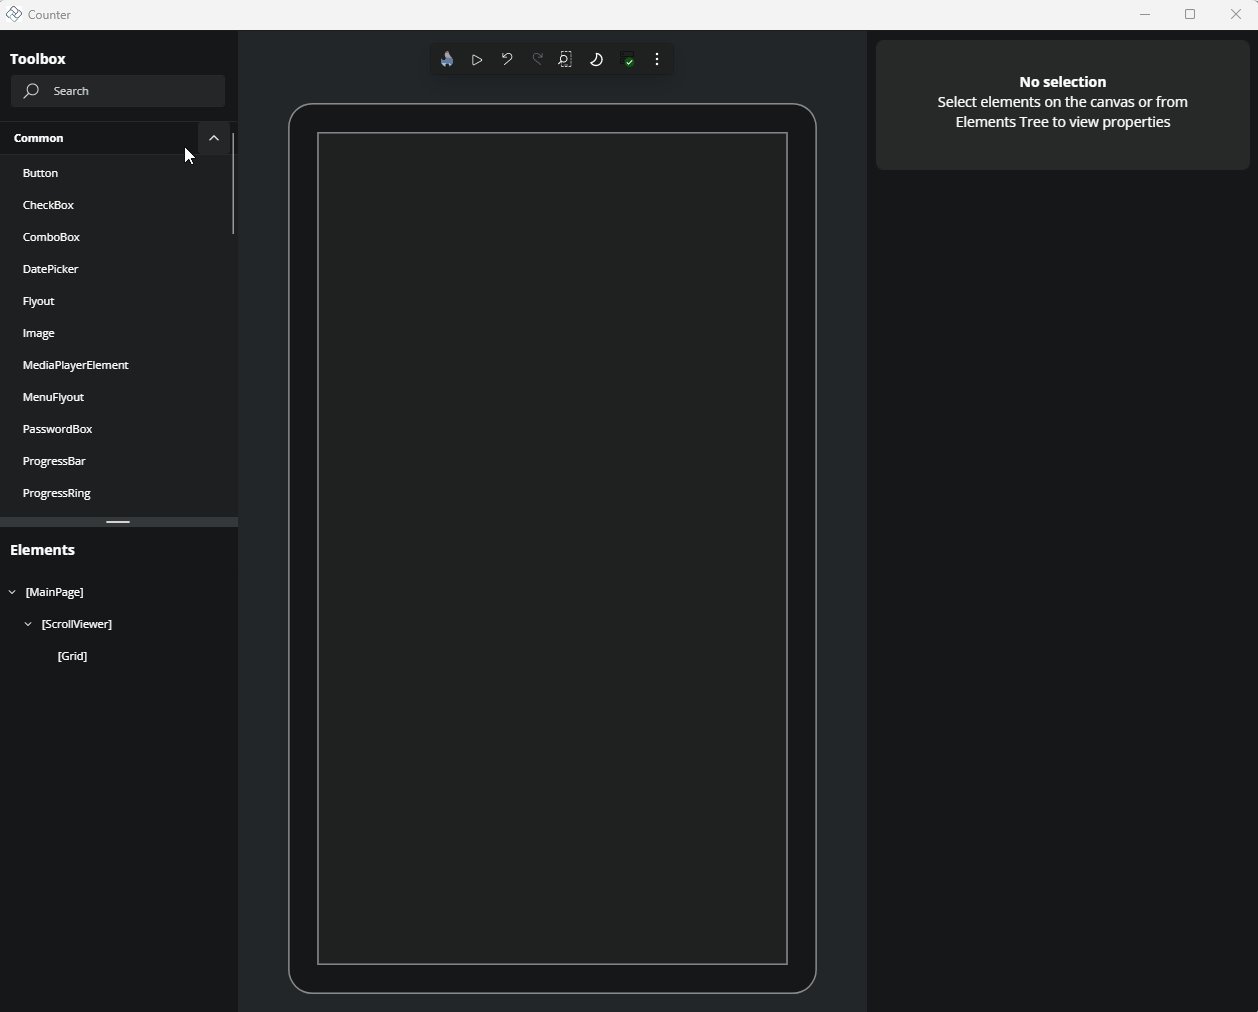 Counter
Toolbox
Search
Common
Button
CheckBox
ComboBox
DatePicker
Flyout
Image
MediaPlayerElement
MenuFlyout
PasswordBox
ProgressBar
ProgressRing
Elements
[MainPage]
[ScrollViewer]
[Grid]
No selection
Select elements on the canvas or from
Elements Tree to view properties